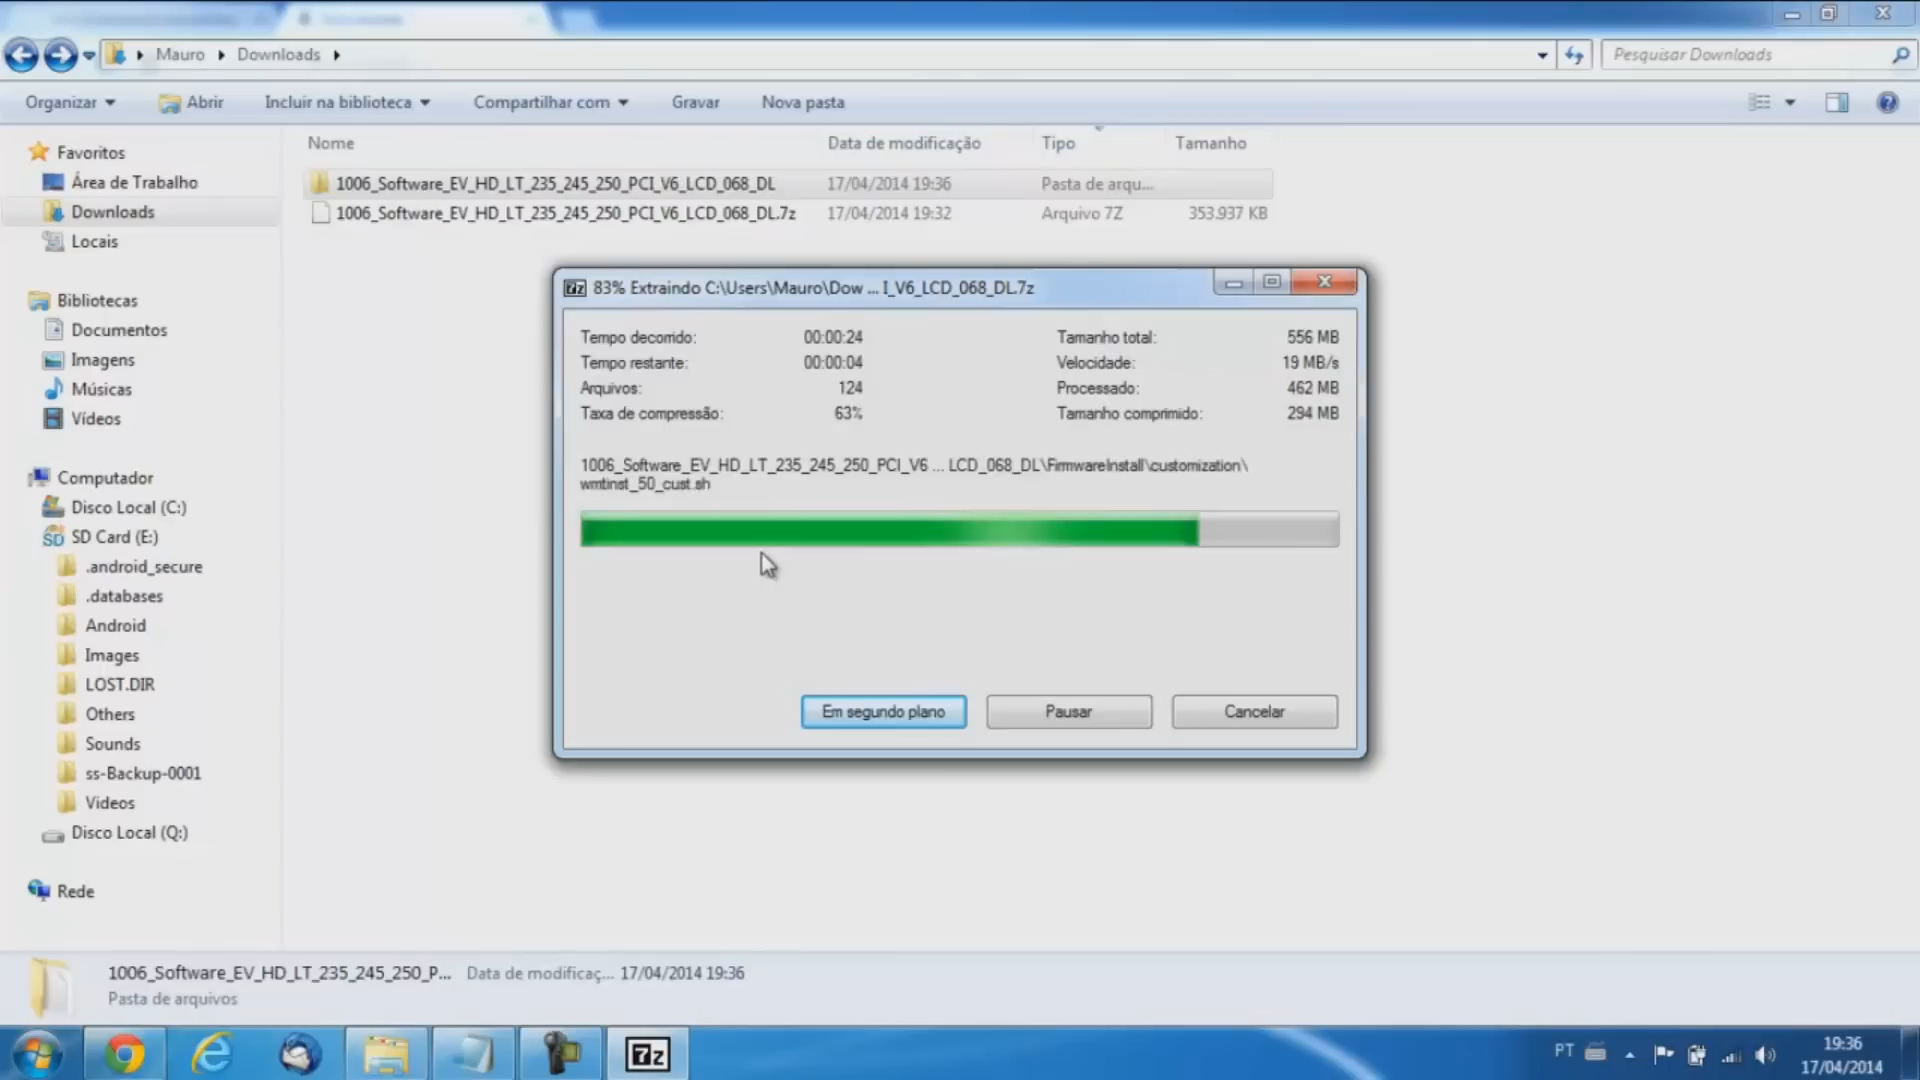 Mauro Downloads
Pesquisar Downloads
Organizar Abrir Incluir na biblioteca Compartilhar com Gravar Nova pasta
Nome Data de modificação Tipo Tamanho
1006_Software_EV_HD_LT_235_245_250_PCI_V6_LCD_068_DL 17/04/2014 19:36 Pasta de arqu...
1006_Software_EV_HD_LT_235_245_250_PCI_V6_LCD_068_DL.7z 17/04/2014 19:32 Arquivo 7Z 353.937 KB
Favoritos
Área de Trabalho
Downloads
Locais
Bibliotecas
Documentos
Imagens
Músicas
Vídeos
Computador
Disco Local (C:)
SD Card (E:)
.android_secure
.databases
Android
Images
LOST.DIR
Others
Sounds
ss-Backup-0001
Videos
Disco Local (Q:)
Rede
7z 83% Extraindo C:\Users\Mauro\Dow ... I_V6_LCD_068_DL.7z
Tempo decorrido: 00:00:24 Tamanho total: 556 MB
Tempo restante: 00:00:04 Velocidade: 19 MB/s
Arquivos: 124 Processado: 462 MB
Taxa de compressão: 63% Tamanho comprimido: 294 MB
1006_Software_EV_HD_LT_235_245_250_PCI_V6 ... LCD_068_DL\FirmwareInstall\customization\
wmtinst_50_cust.sh
Em segundo plano Pausar Cancelar
1006_Software_EV_HD_LT_235_245_250_P... Data de modificaç... 17/04/2014 19:36
Pasta de arquivos
7z
PT
19:36
17/04/2014